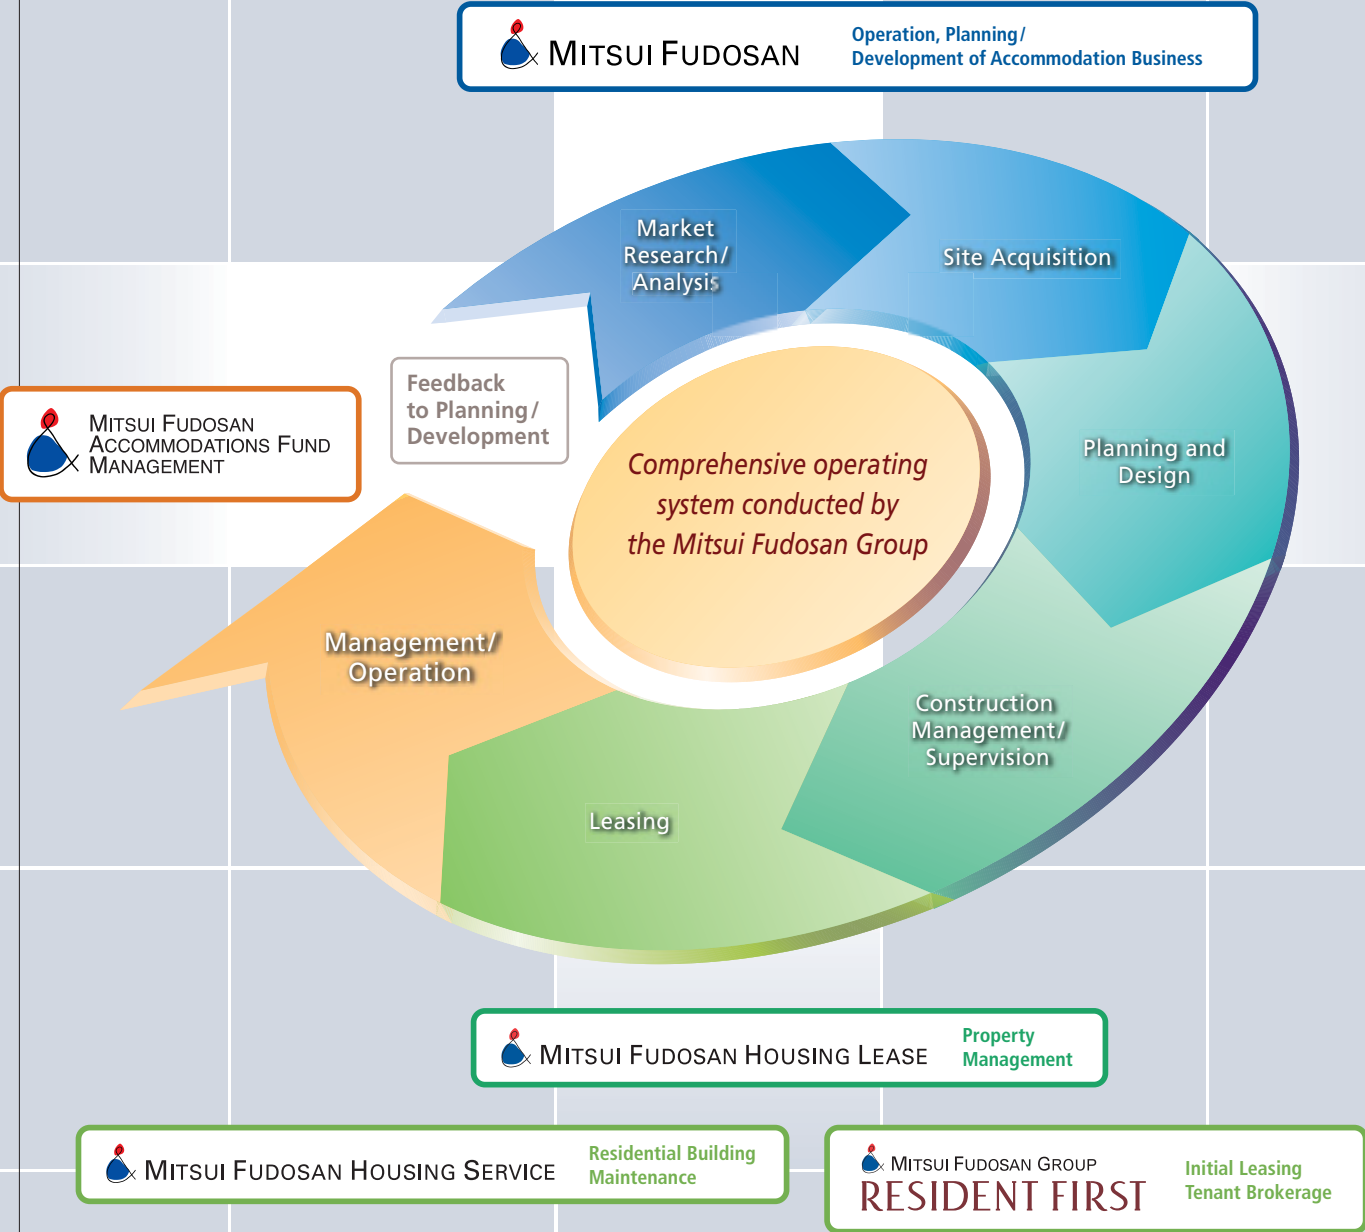 MITSUI FUDOSAN
Operation, Planning/
Development of Accommodation Business
Market
Research/
Analysis
Site Acquisition
Feedback
to Planning/
Development
MITSUI FUDOSAN
ACCOMMODATIONS FUND
MANAGEMENT
Planning and
Design
Comprehensive operating
system conducted by
the Mitsui Fudosan Group
Management/
Operation
Construction
Management/
Supervision
Leasing
MITSUI FUDOSAN HOUSING LEASE
Property
Management
MITSUI FUDOSAN HOUSING SERVICE
Residential Building
Maintenance
MITSUI FUDOSAN GROUP
RESIDENT FIRST
Initial Leasing
Tenant Brokerage